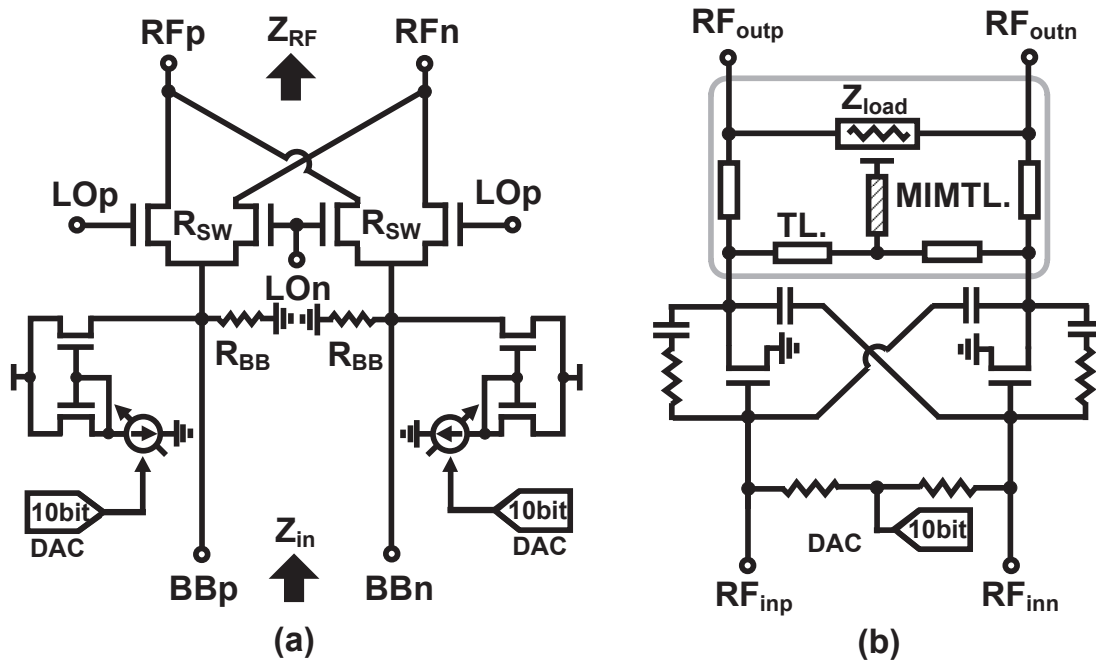 RFp
Z_RF
RFn
LOp
R_SW
R_SW
LOp
LOn
R_BB
R_BB
10bit
DAC
10bit
DAC
Z_in
BBp
BBn
(a)
RF_outp
RF_outn
Z_load
MIMTL.
TL.
DAC
10bit
RF_inp
RF_inn
(b)